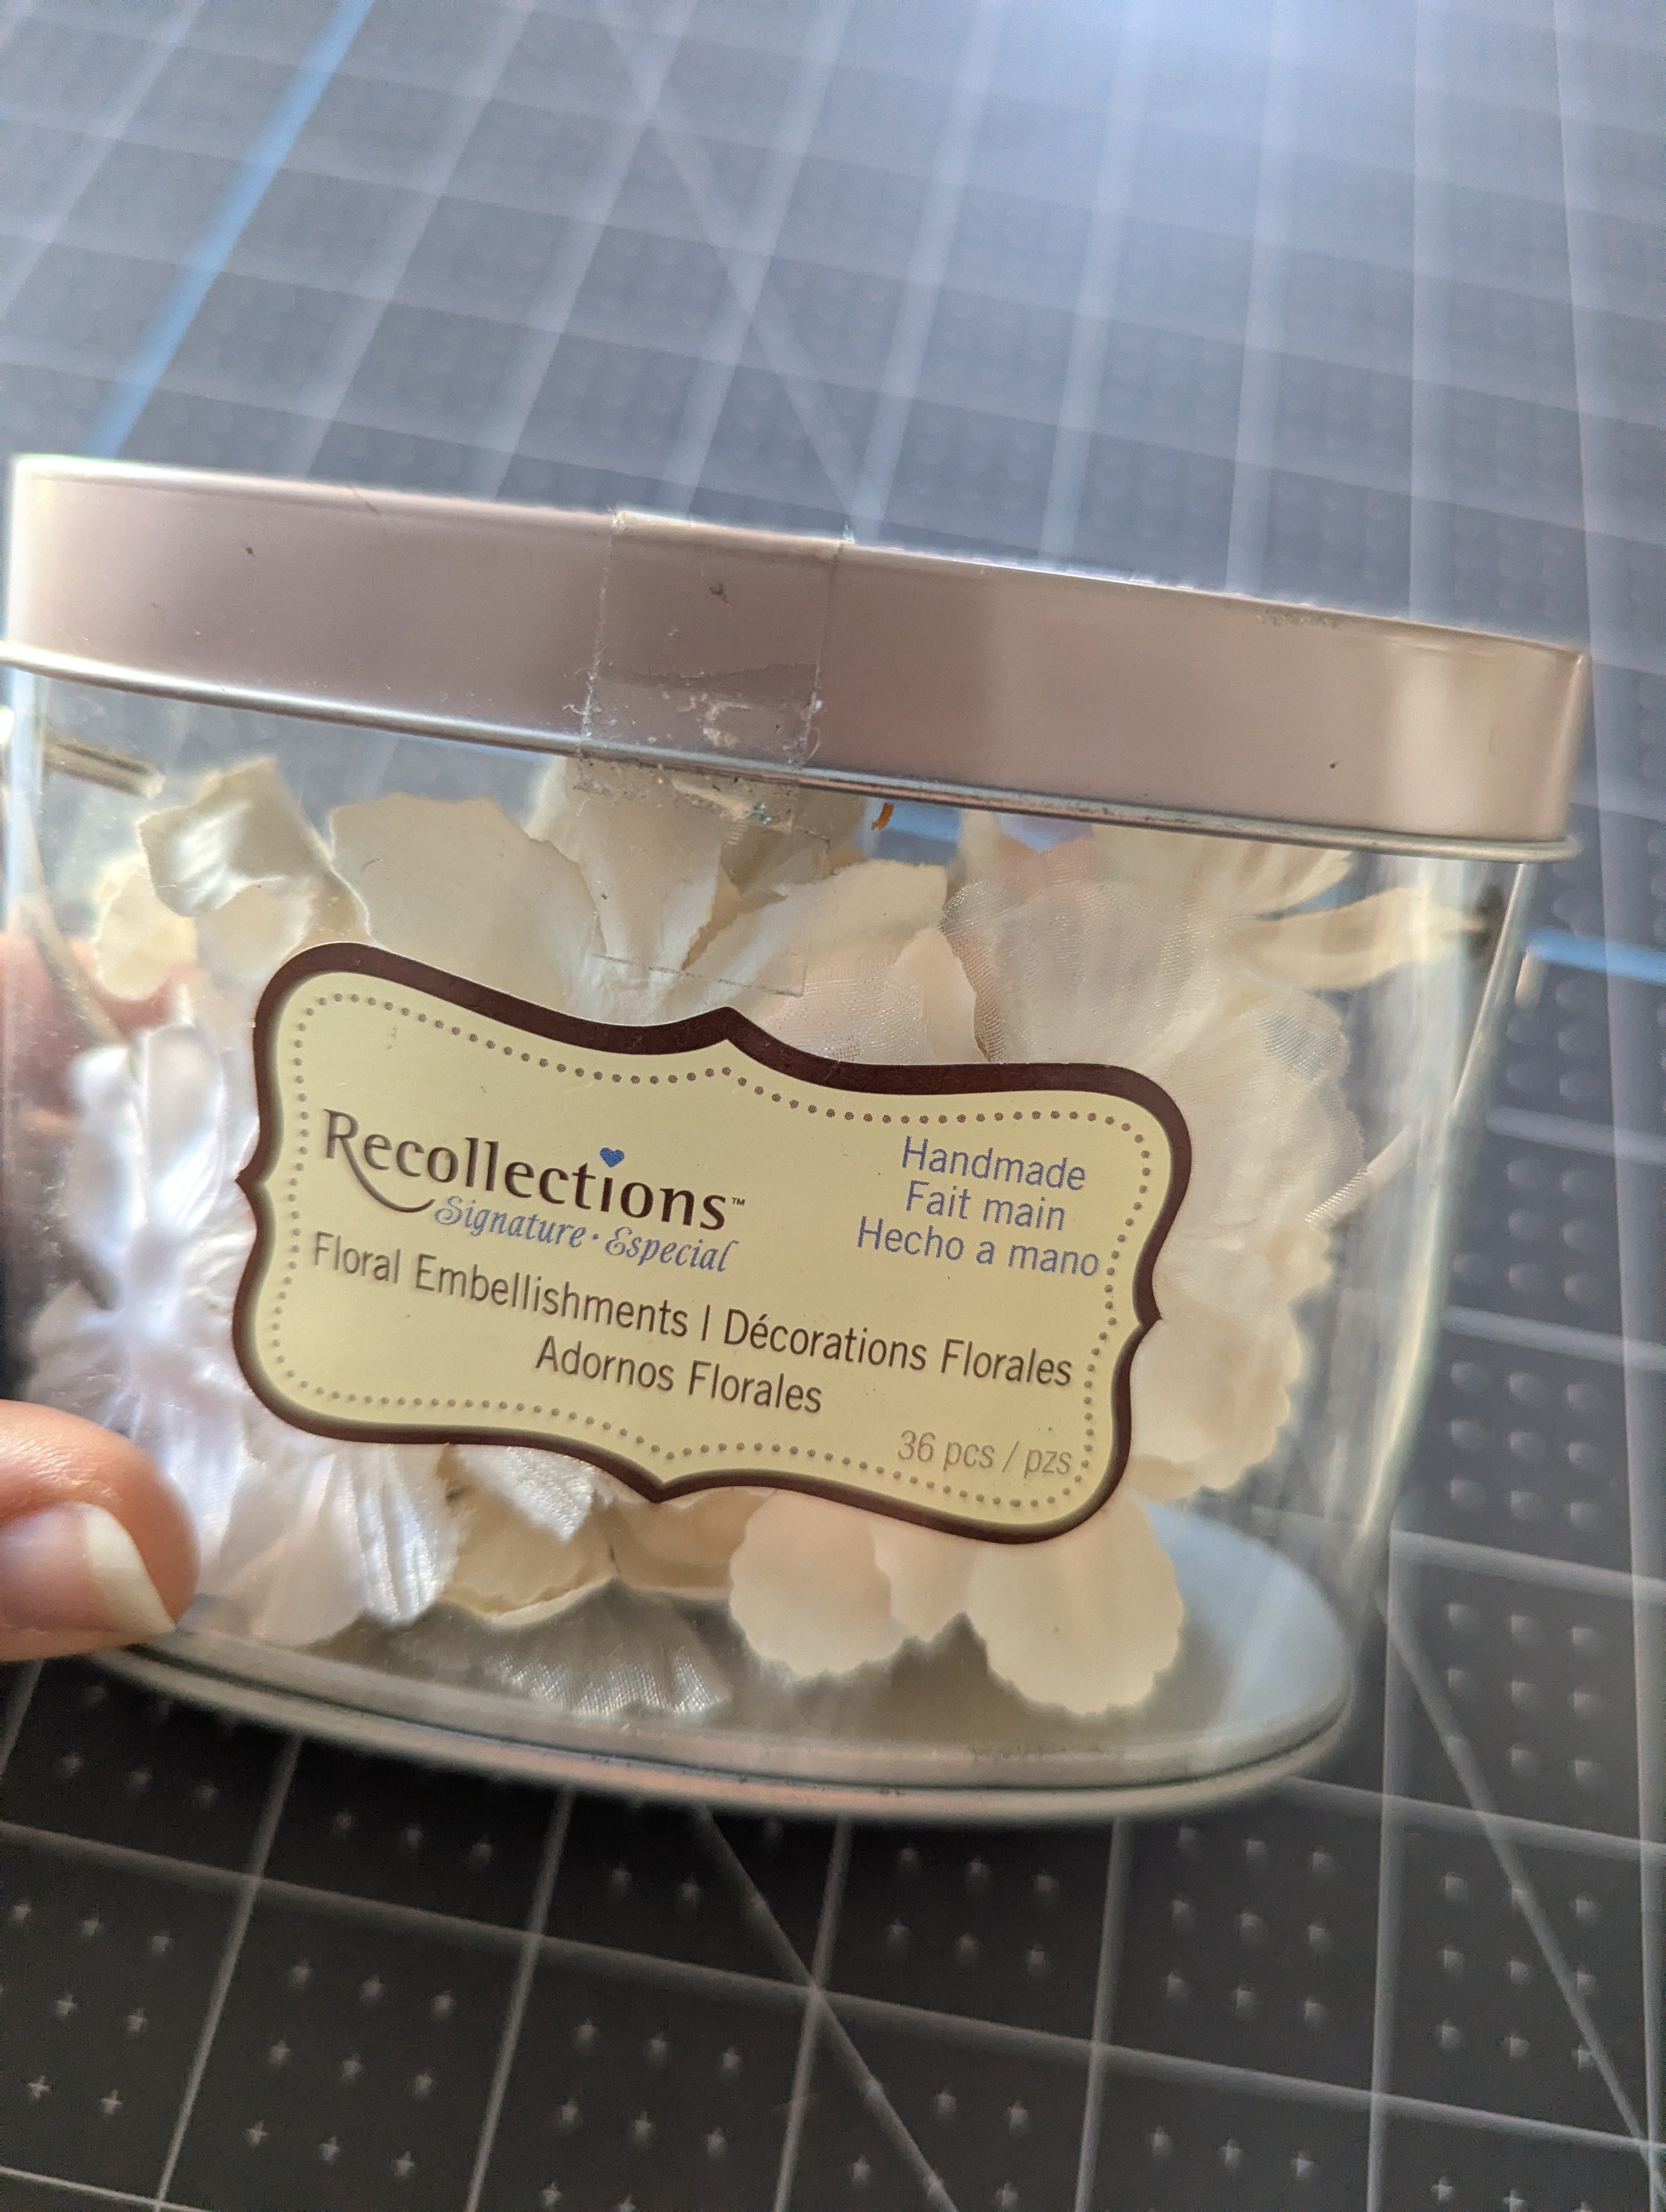 Recollections™
Signature · Especial
Handmade
Fait main
Hecho a mano
Floral Embellishments | Décorations Florales
Adornos Florales
36 pcs / pzs